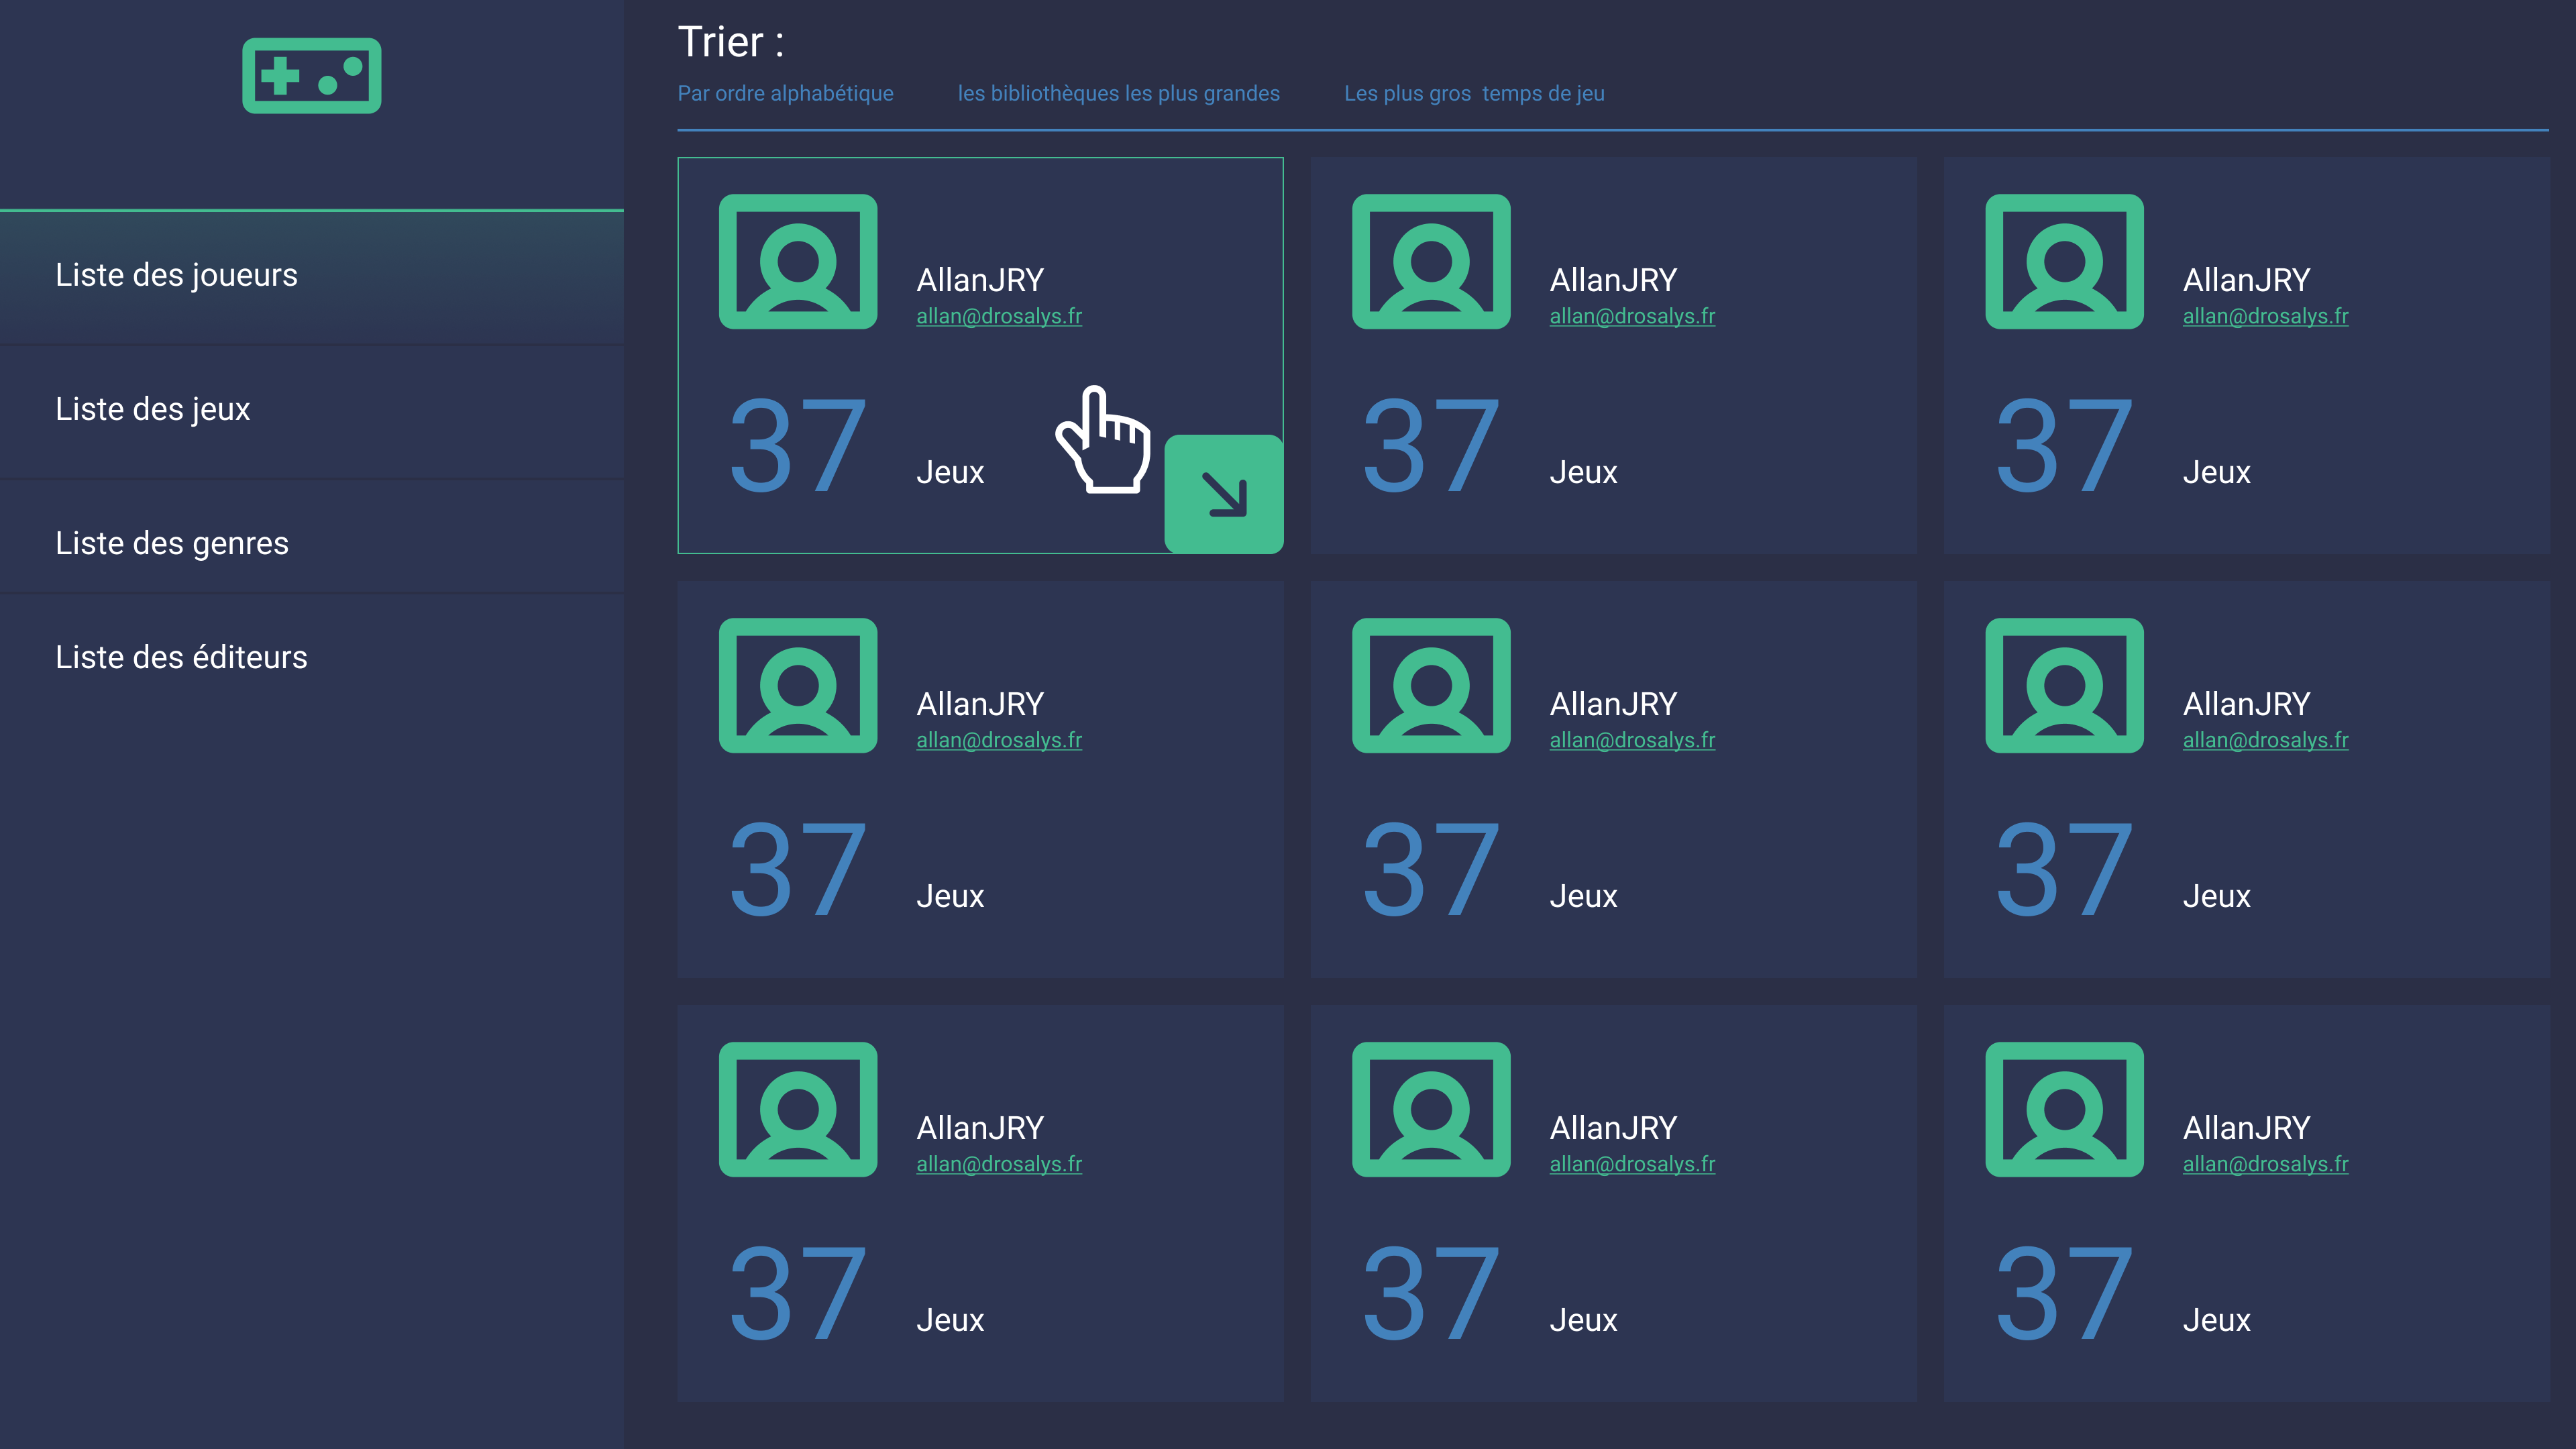 Trier :
Par ordre alphabétique les bibliothèques les plus grandes Les plus gros temps de jeu
Liste des joueurs
Liste des jeux
Liste des genres
Liste des éditeurs
AllanJRY
allan@drosalys.fr
37 Jeux
AllanJRY
allan@drosalys.fr
37 Jeux
AllanJRY
allan@drosalys.fr
37 Jeux
AllanJRY
allan@drosalys.fr
37 Jeux
AllanJRY
allan@drosalys.fr
37 Jeux
AllanJRY
allan@drosalys.fr
37 Jeux
AllanJRY
allan@drosalys.fr
37 Jeux
AllanJRY
allan@drosalys.fr
37 Jeux
AllanJRY
allan@drosalys.fr
37 Jeux